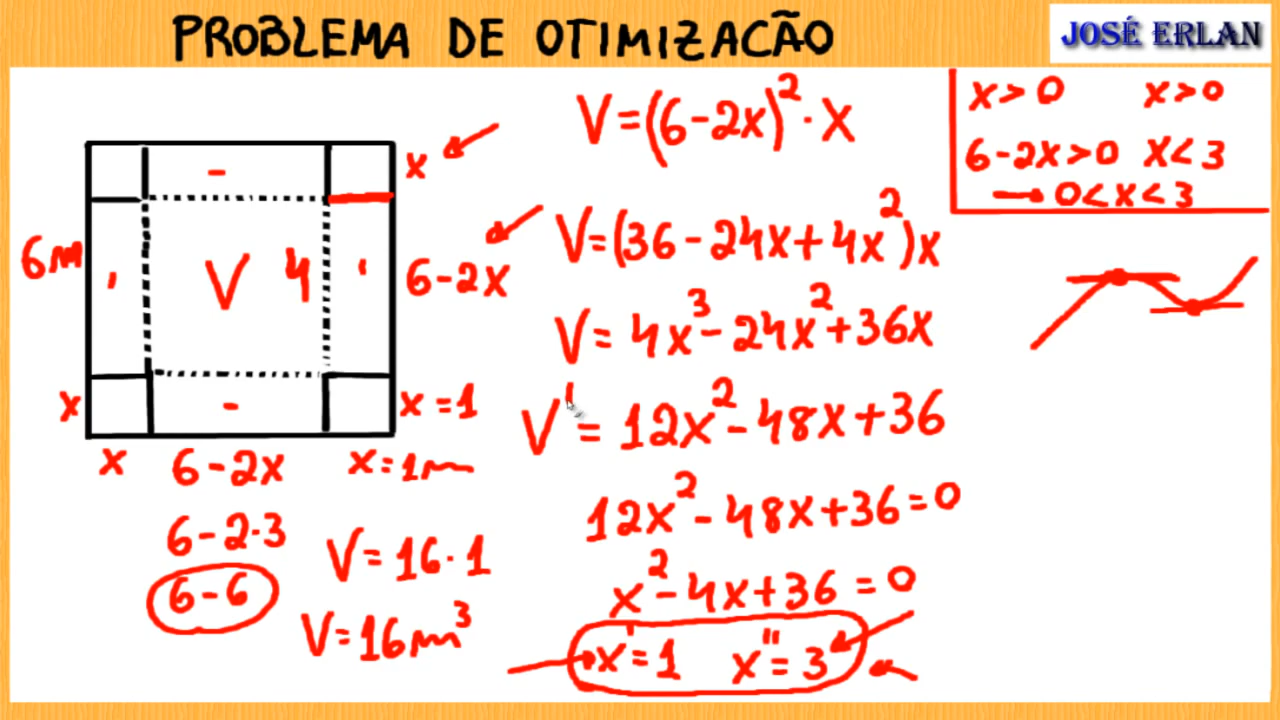 PROBLEMA DE OTIMIZACÃO
JOSÉ ERLAN
x
6m
V
4
6-2x
x
x=1
x
6-2x
x=1m
6-2·3
6-6
V=16·1
V=16m³
V=(6-2x)²·x
V=(36-24x+4x²)x
V=4x³-24x²+36x
V'=12x²-48x+36
12x²-48x+36=0
x²-4x+36=0
x'=1 x''=3
x>0 x>0
6-2x>0 x<3
0<x<3